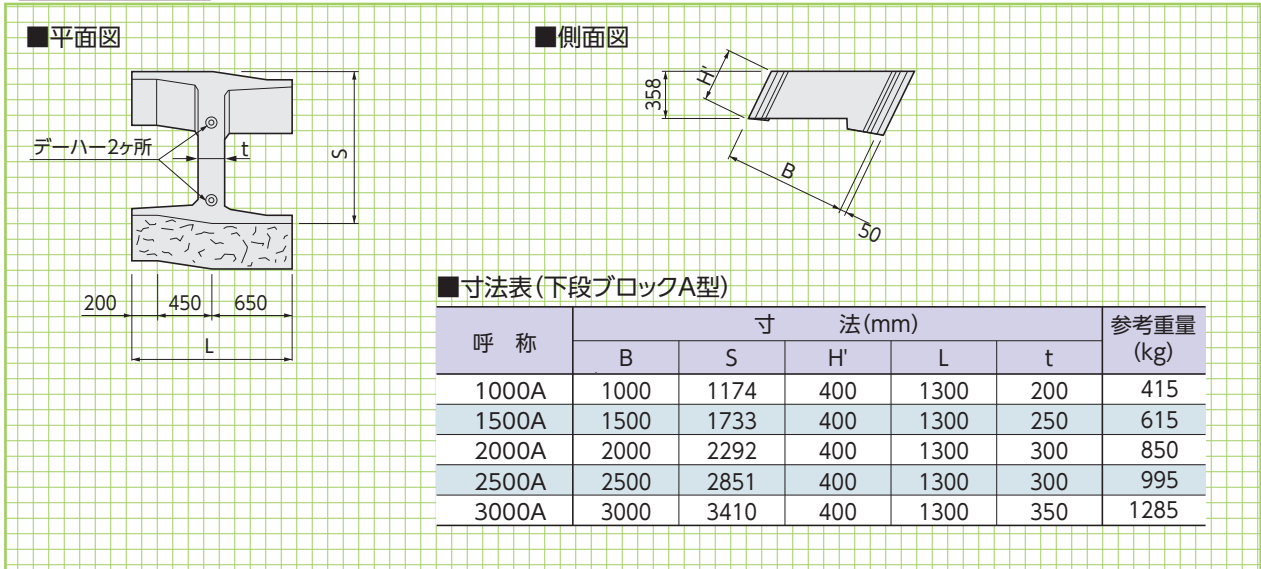 ■平面図
デーハー2ヶ所
t
S
200 450 650
L
■側面図
358
H'
B
50
■寸法表(下段ブロックA型)
呼 称 寸 法(mm) 参考重量(kg)
B S H' L t
1000A 1000 1174 400 1300 200 415
1500A 1500 1733 400 1300 250 615
2000A 2000 2292 400 1300 300 850
2500A 2500 2851 400 1300 300 995
3000A 3000 3410 400 1300 350 1285